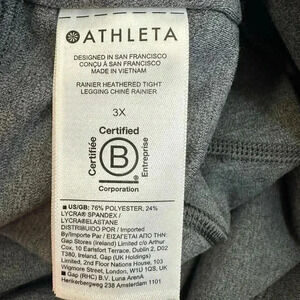 ATHLETA
DESIGNED IN SAN FRANCISCO
CONÇU À SAN FRANCISCO
MADE IN VIETNAM
RAINIER HEATHERED TIGHT
LEGGING CHINÉ RAINIER
3X
Certified
Certifiée
B
Entreprise
Corporation
■ US/GB: 76% POLYESTER, 24%
LYCRA® SPANDEX /
LYCRA®ELASTANE
DISTRIBUIDO POR / Imported
By/Importe Par / ΕΙΣΑΓΕΤΑΙ ΑΠΟ ΤΗΝ
Gap Stores (Ireland) Limited c/o Arthur
Cox, 10 Earlsfort Terrace, Dublin 2, D02
T380, Ireland, Gap (UK Holdings)
Limited, 2nd Floor Nations House, 103
Wigmore Street, London, W1U 1QS, UK
■ Gap (RHC) B.V. Luna Arena
Herikerbergweg 238 Amsterdam 1101